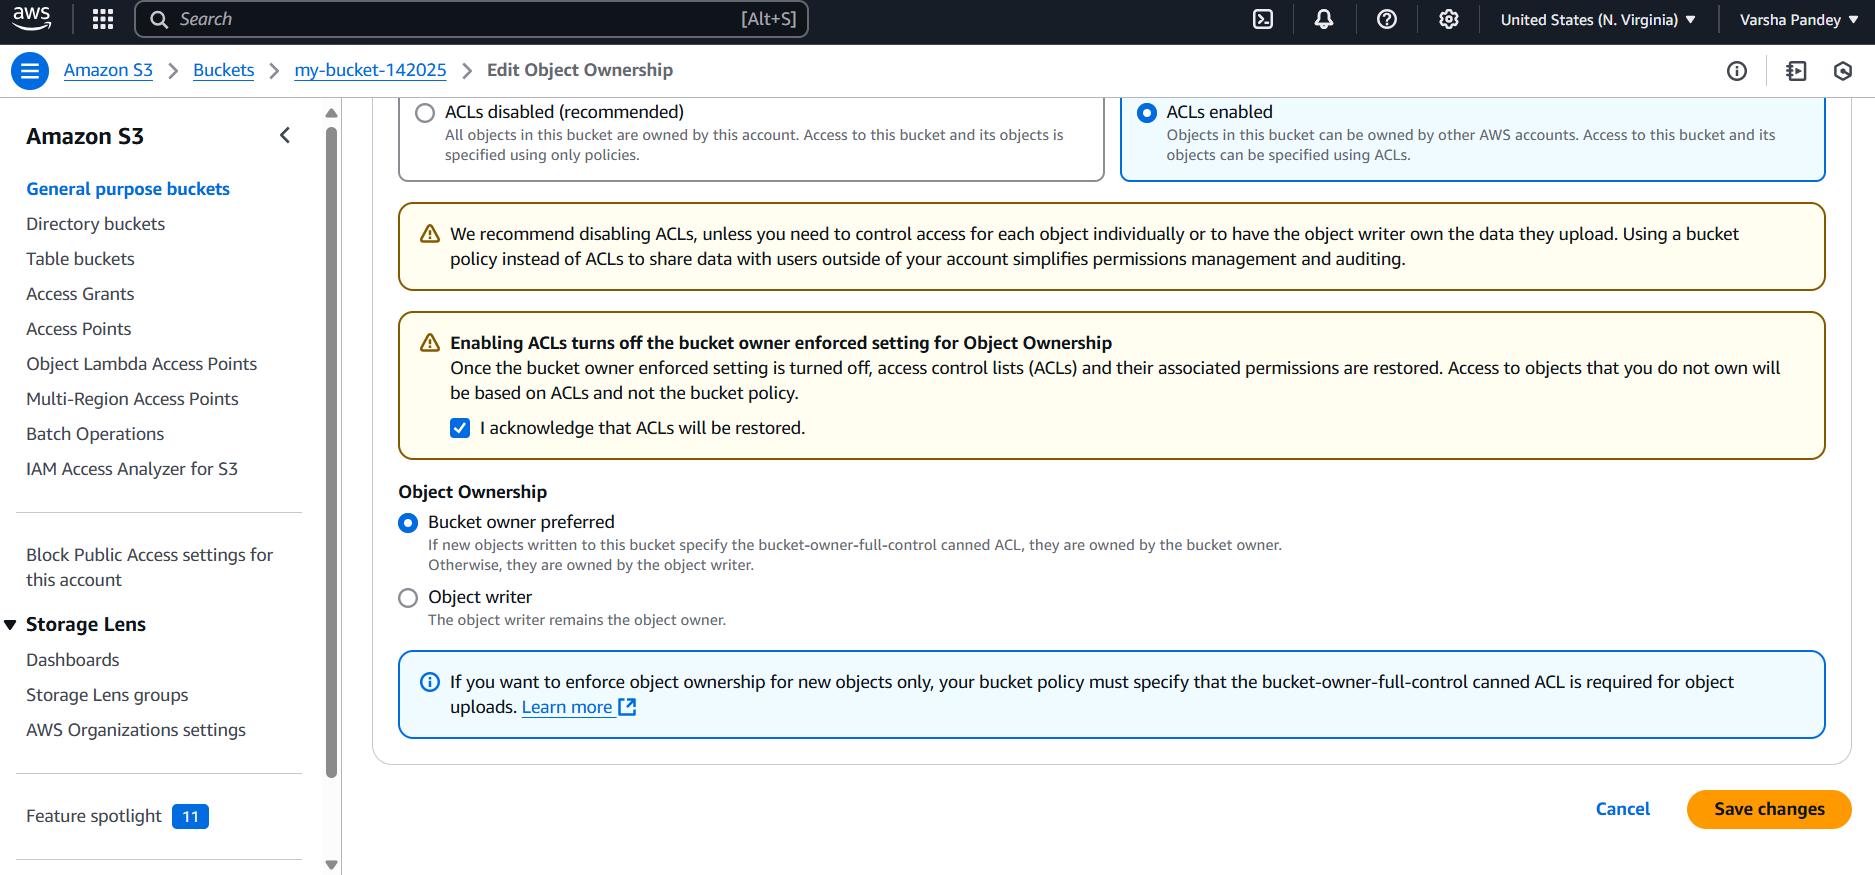 aws
Search
[Alt+S]
United States (N. Virginia)
Varsha Pandey
Amazon S3
Buckets
my-bucket-142025
Edit Object Ownership
Amazon S3
General purpose buckets
Directory buckets
Table buckets
Access Grants
Access Points
Object Lambda Access Points
Multi-Region Access Points
Batch Operations
IAM Access Analyzer for S3
Block Public Access settings for
this account
Storage Lens
Dashboards
Storage Lens groups
AWS Organizations settings
Feature spotlight 11
ACLs disabled (recommended)
All objects in this bucket are owned by this account. Access to this bucket and its objects is
specified using only policies.
ACLs enabled
Objects in this bucket can be owned by other AWS accounts. Access to this bucket and its
objects can be specified using ACLs.
We recommend disabling ACLs, unless you need to control access for each object individually or to have the object writer own the data they upload. Using a bucket
policy instead of ACLs to share data with users outside of your account simplifies permissions management and auditing.
Enabling ACLs turns off the bucket owner enforced setting for Object Ownership
Once the bucket owner enforced setting is turned off, access control lists (ACLs) and their associated permissions are restored. Access to objects that you do not own will
be based on ACLs and not the bucket policy.
I acknowledge that ACLs will be restored.
Object Ownership
Bucket owner preferred
If new objects written to this bucket specify the bucket-owner-full-control canned ACL, they are owned by the bucket owner.
Otherwise, they are owned by the object writer.
Object writer
The object writer remains the object owner.
If you want to enforce object ownership for new objects only, your bucket policy must specify that the bucket-owner-full-control canned ACL is required for object
uploads. Learn more
Cancel
Save changes